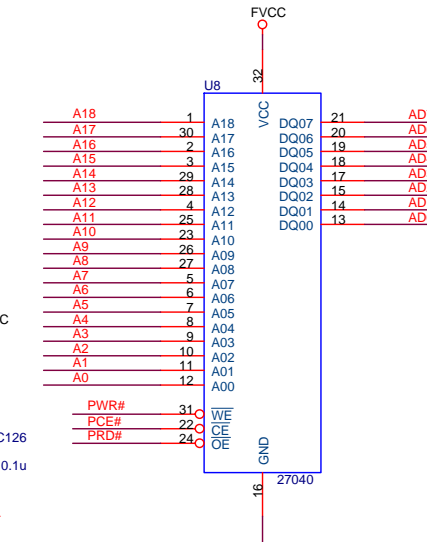 FVCC
32
U8
VCC
A18 1 A18 DQ07 21 AD
A17 30 A17 DQ06 20 AD
A16 2 A16 DQ05 19 AD
A15 3 A15 DQ04 18 AD
A14 29 A14 DQ03 17 AD
A13 28 A13 DQ02 15 AD
A12 4 A12 DQ01 14 AD
A11 25 A11 DQ00 13 AD
A10 23 A10
A9 26 A09
A8 27 A08
A7 5 A07
A6 6 A06
A5 7 A05
C A4 8 A04
A3 9 A03
A2 10 A02
A1 11 A01
A0 12 A00
PWR# 31 WE
PCE# 22 CE
PRD# 24 OE
C126
0.1u
GND
27040
16